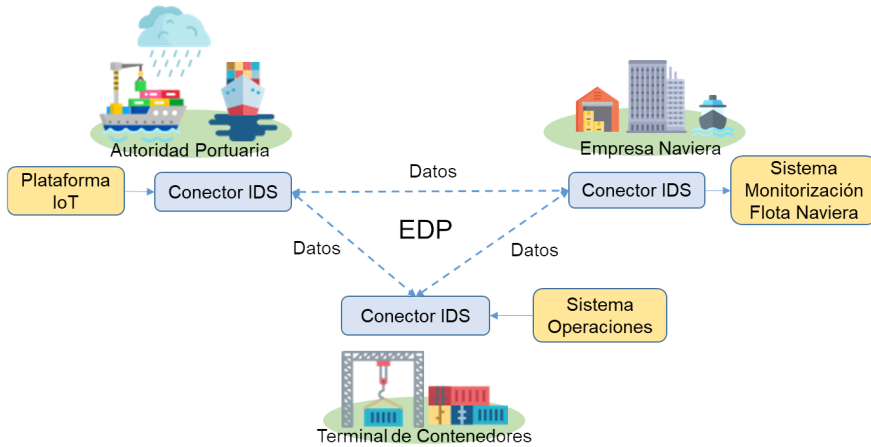 Autoridad Portuaria
Empresa Naviera
Plataforma
IoT
Conector IDS
Datos
Conector IDS
Sistema
Monitorización
Flota Naviera
EDP
Datos
Datos
Conector IDS
Sistema
Operaciones
Terminal de Contenedores